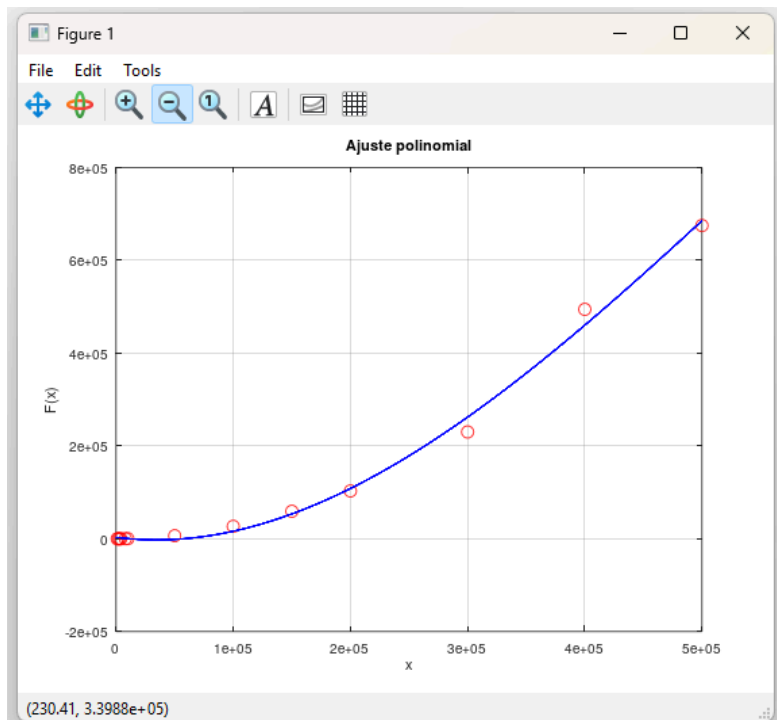 Figure 1
File Edit Tools
1 A
Ajuste polinomial
8e+05
6e+05
4e+05
2e+05
0
-2e+05
F(x)
0 1e+05 2e+05 3e+05 4e+05 5e+05
x
(230.41, 3.3988e+05)